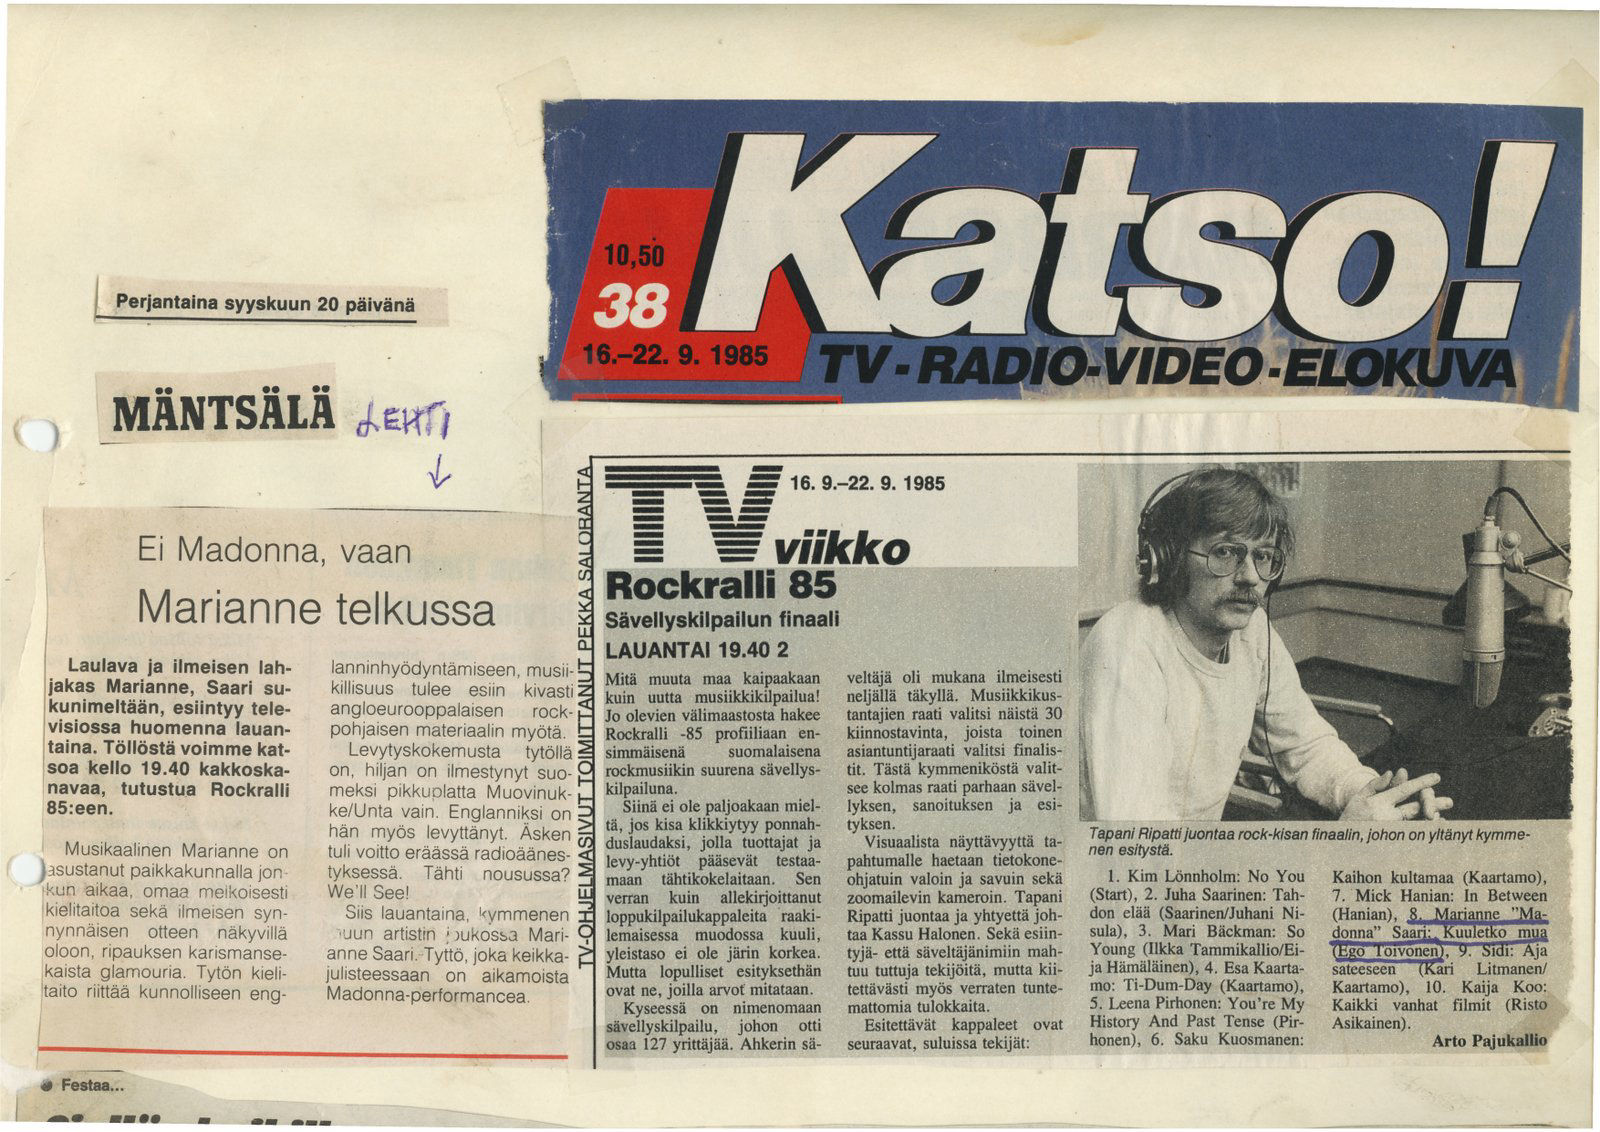 Katso!
10,50
38
16.–22. 9. 1985
TV-RADIO-VIDEO-ELOKUVA
Perjantaina syyskuun 20 päivänä
MÄNTSÄLÄ
LEHTI
Ei Madonna, vaan
Marianne telkussa
Laulava ja ilmeisen lah-
jakas Marianne, Saari su-
kunimeltään, esiintyy tele-
visiossa huomenna lauan-
taina. Töllöstä voimme kat-
soa kello 19.40 kakkoska-
navaa, tutustua Rockralli
85:een.
Musikaalinen Marianne on
asustanut paikkakunnalla jon-
kun aikaa, omaa melkoisesti
kielitaitoa sekä ilmeisen syn-
nynnäisen otteen näkyvillä
oloon, ripauksen karismanse-
kaista glamouria. Tytön kieli-
taito riittää kunnolliseen eng-
lanninhyödyntämiseen, musii-
killisuus tulee esiin kivasti
angloeurooppalaisen rock-
pohjaisen materiaalin myötä.
Levytyskokemusta tytöllä
on, hiljan on ilmestynyt suo-
meksi pikkuplatta Muovinuk-
ke/Unta vain. Englanniksi on
hän myös levyttänyt. Äsken
tuli voitto eräässä radioäänes-
tyksessä. Tähti nousussa?
We'll See!
Siis lauantaina, kymmenen
muun artistin joukossa Mari-
anne Saari. Tyttö, joka keikka-
julisteessaan on aikamoista
Madonna-performancea.
TV-OHJELMASIVUT TOIMITTANUT PEKKA SALORANTA
TV viikko
16. 9.–22. 9. 1985
Rockralli 85
Sävellyskilpailun finaali
LAUANTAI 19.40 2
Mitä muuta maa kaipaakaan
kuin uutta musiikkikilpailua!
Jo olevien välimaastosta hakee
Rockralli -85 profiiliaan en-
simmäisenä suomalaisena
rockmusiikin suurena sävellys-
kilpailuna.
Siinä ei ole paljoakaan miel-
tä, jos kisa klikkiytyy ponnah-
duslaudaksi, jolla tuottajat ja
levy-yhtiöt pääsevät testaa-
maan tähtikokelaitaan. Sen
verran kuin allekirjoittanut
loppukilpailukappaleita raaki-
lemaisessa muodossa kuuli,
yleistaso ei ole järin korkea.
Mutta lopulliset esityksethän
ovat ne, joilla arvot mitataan.
Kyseessä on nimenomaan
sävellyskilpailu, johon otti
osaa 127 yrittäjää. Ahkerin sä-
veltäjä oli mukana ilmeisesti
neljällä täkyllä. Musiikkikus-
tantajien raati valitsi näistä 30
kiinnostavinta, joista toinen
asiantuntijaraati valitsi finalis-
tit. Tästä kymmeniköstä valit-
see kolmas raati parhaan sävel-
lyksen, sanoituksen ja esi-
tyksen.
Visuaalista näyttävyyttä ta-
pahtumalle haetaan tietokone-
ohjatuin valoin ja savuin sekä
zoomailevin kameroin. Tapani
Ripatti juontaa ja yhtyettä joh-
taa Kassu Halonen. Sekä esiin-
tyjä- että säveltäjänimiin mah-
tuu tuttuja tekijöitä, mutta kii-
tettävästi myös verraten tunte-
mattomia tulokkaita.
Esitettävät kappaleet ovat
seuraavat, suluissa tekijät:
Tapani Ripatti juontaa rock-kisan finaalin, johon on yltänyt kymme-
nen esitystä.
1. Kim Lönnholm: No You
(Start), 2. Juha Saarinen: Tah-
don elää (Saarinen/Juhani Ni-
sula), 3. Mari Bäckman: So
Young (Ilkka Tammikallio/Ei-
ja Hämäläinen), 4. Esa Kaarta-
mo: Ti-Dum-Day (Kaartamo),
5. Leena Pirhonen: You're My
History And Past Tense (Pir-
honen), 6. Saku Kuosmanen:
Kaihon kultamaa (Kaartamo),
7. Mick Hanian: In Between
(Hanian), 8. Marianne "Ma-
donna" Saari: Kuuletko mua
(Ego Toivonen), 9. Sidi: Aja
sateeseen (Kari Litmanen/
Kaartamo), 10. Kaija Koo:
Kaikki vanhat filmit (Risto
Asikainen).
Arto Pajukallio
Festaa...